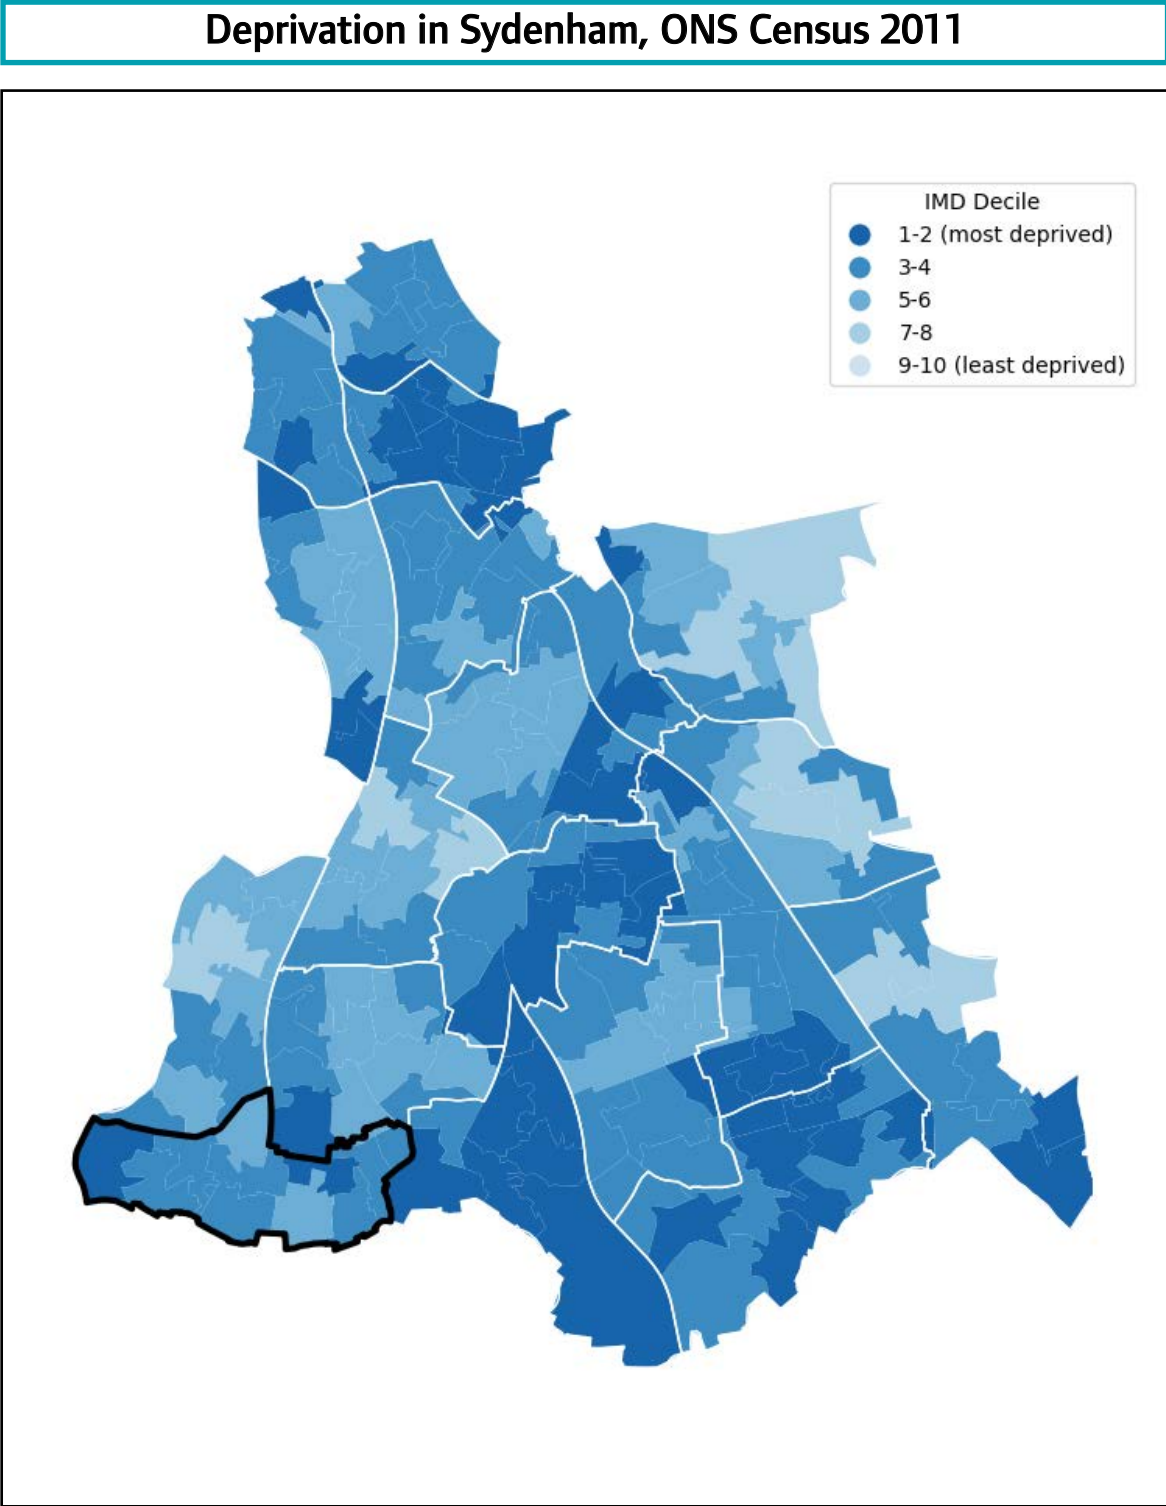 Deprivation in Sydenham, ONS Census 2011
IMD Decile
1-2 (most deprived)
3-4
5-6
7-8
9-10 (least deprived)